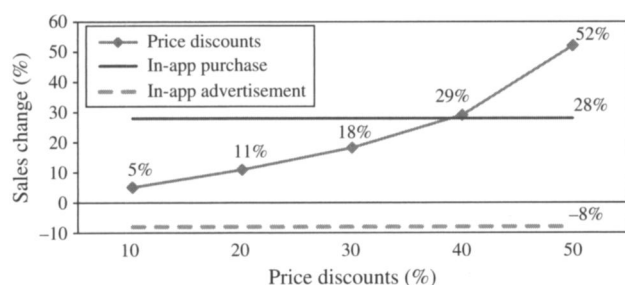 60
50
40
30
20
10
0
–10
Sales change (%)
Price discounts
In-app purchase
In-app advertisement
5%
11%
18%
29%
52%
28%
–8%
10 20 30 40 50
Price discounts (%)